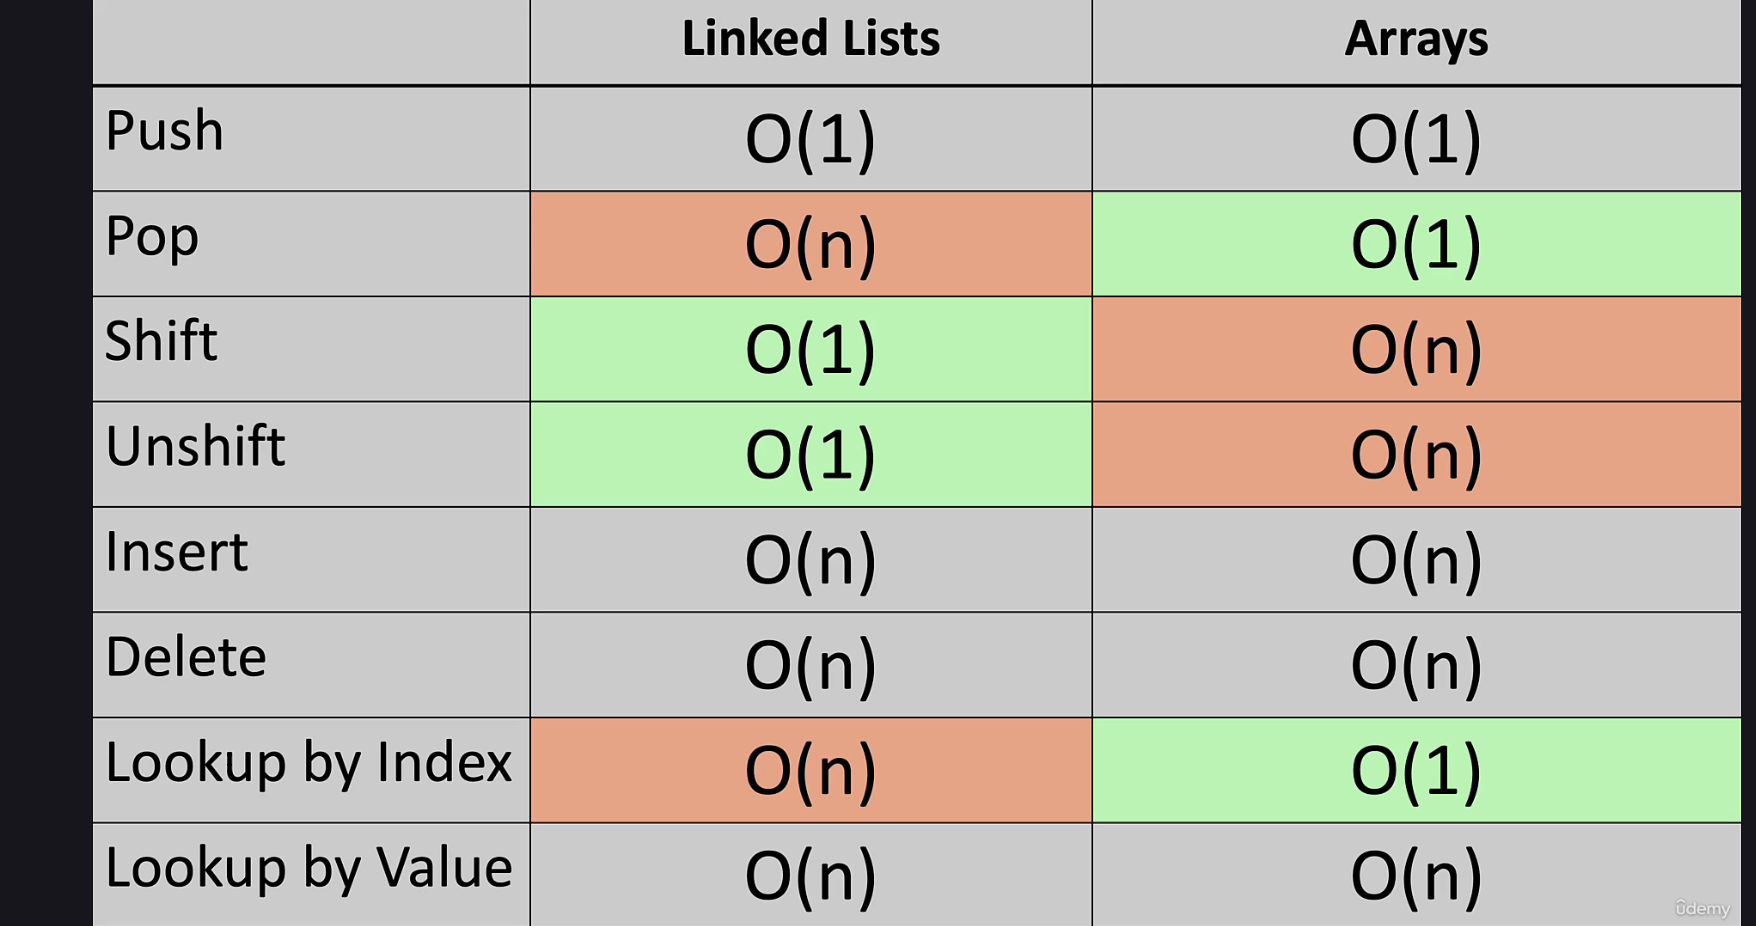 Linked Lists Arrays
Push O(1) O(1)
Pop O(n) O(1)
Shift O(1) O(n)
Unshift O(1) O(n)
Insert O(n) O(n)
Delete O(n) O(n)
Lookup by Index O(n) O(1)
Lookup by Value O(n) O(n)
ûdemy